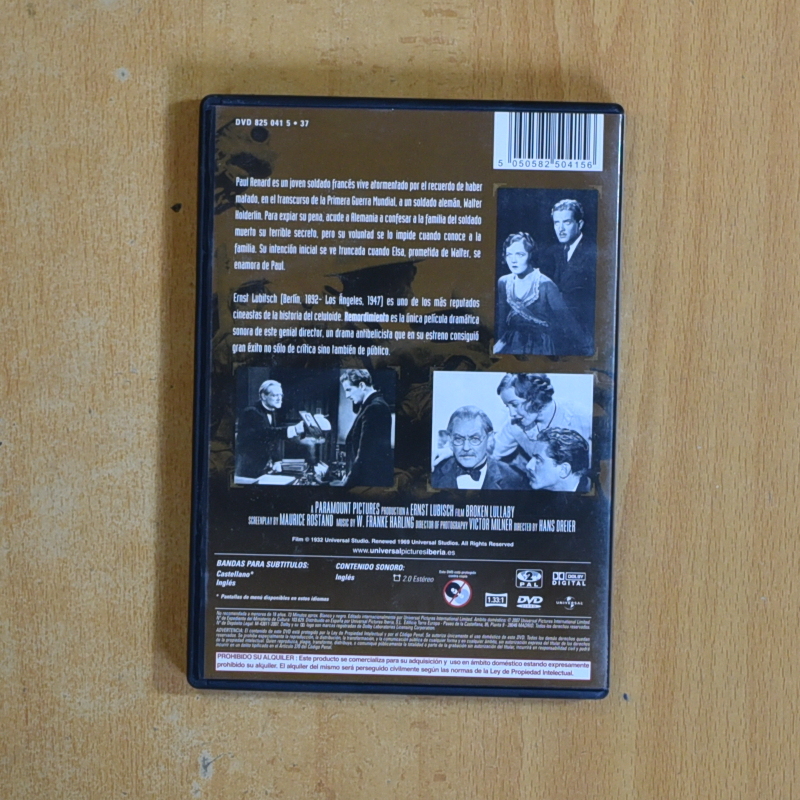 DVD 825 041 5 • 37
5 050582 504156
Paul Renard es un joven soldado francés vive atormentado por el recuerdo de haber
matado, en el transcurso de la Primera Guerra Mundial, a un soldado alemán, Walter
Holderlin. Para expiar su pena, acude a Alemania a confesar a la familia del soldado
muerto su terrible secreto, pero su voluntad se lo impide cuando conoce a la
familia. Su intención inicial se ve truncada cuando Elsa, prometida de Walter, se
enamora de Paul.
Ernst Lubitsch (Berlín, 1892- Los Ángeles, 1947) es uno de los más reputados
cineastas de la historia del celuloide. Remordimiento es la única película dramática
sonora de este genial director, un drama antibelicista que en su estreno consiguió
gran éxito no sólo de crítica sino también de público.
A PARAMOUNT PICTURES PRODUCTION A ERNST LUBISCH FILM BROKEN LULLABY
SCREENPLAY BY MAURICE ROSTAND MUSIC BY W. FRANKE HARLING DIRECTOR OF PHOTOGRAPHY VICTOR MILNER DIRECTED BY HANS DREIER
Film © 1932 Universal Studio. Renewed 1969 Universal Studios. All Rights Reserved
www.universalpicturesiberia.es
BANDAS PARA SUBTITULOS:
Castellano*
Inglés
* Pantallas de menú disponibles en estos idiomas
CONTENIDO SONORO:
Inglés
2.0 Estéreo
Este DVD está protegido
contra copia
1.33:1
2
PAL
DVD
DOLBY
DIGITAL
UNIVERSAL
PROHIBIDO SU ALQUILER : Este producto se comercializa para su adquisición y uso en ámbito doméstico estando expresamente
prohibido su alquiler. El alquiler del mismo será perseguido civilmente según las normas de la Ley de Propiedad Intelectual.